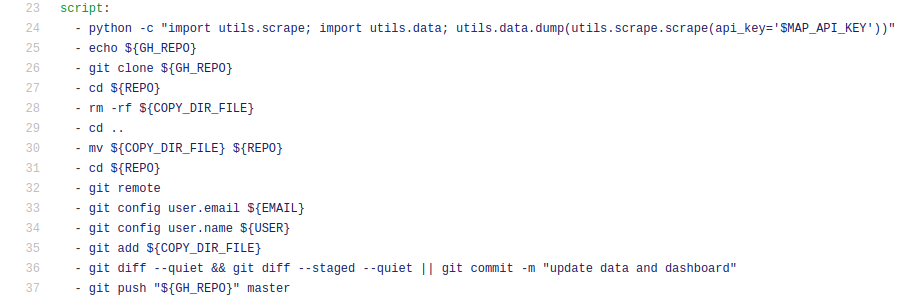 23 script:
24 - python -c "import utils.scrape; import utils.data; utils.data.dump(utils.scrape.scrape(api_key='$MAP_API_KEY'))"
25 - echo ${GH_REPO}
26 - git clone ${GH_REPO}
27 - cd ${REPO}
28 - rm -rf ${COPY_DIR_FILE}
29 - cd ..
30 - mv ${COPY_DIR_FILE} ${REPO}
31 - cd ${REPO}
32 - git remote
33 - git config user.email ${EMAIL}
34 - git config user.name ${USER}
35 - git add ${COPY_DIR_FILE}
36 - git diff --quiet && git diff --staged --quiet || git commit -m "update data and dashboard"
37 - git push "${GH_REPO}" master